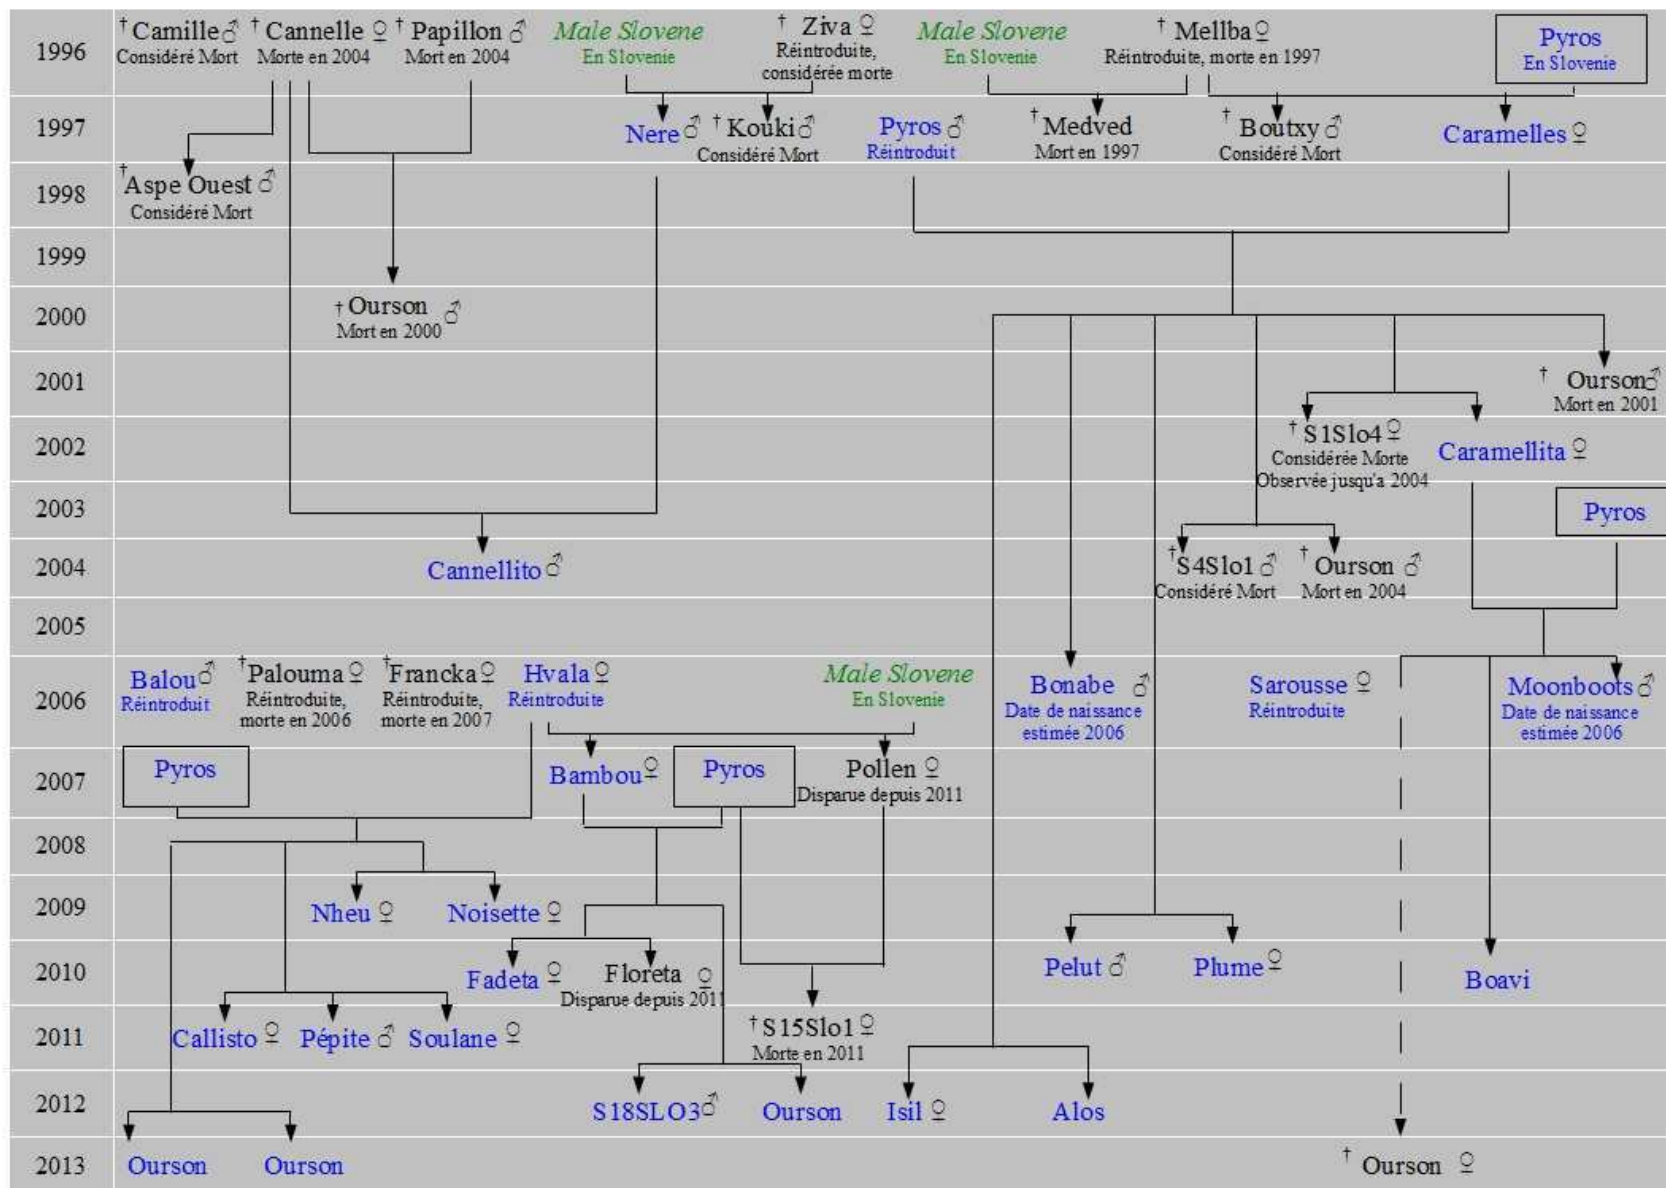 1996
† Camille ♂
Considéré Mort
† Cannelle ♀
Morte en 2004
† Papillon ♂
Mort en 2004
Male Slovene
En Slovenie
† Ziva ♀
Réintroduite,
considérée morte
Male Slovene
En Slovenie
† Mellba ♀
Réintroduite, morte en 1997
Pyros
En Slovenie
1997
Nere ♂
† Kouki ♂
Considéré Mort
Pyros ♂
Réintroduit
† Medved
Mort en 1997
† Boutxy ♂
Considéré Mort
Caramelles ♀
1998
† Aspe Ouest ♂
Considéré Mort
1999
2000
† Ourson ♂
Mort en 2000
2001
† Ourson ♂
Mort en 2001
2002
† S1Slo4 ♀
Considérée Morte
Observée jusqu'a 2004
Caramellita ♀
2003
Pyros
2004
Cannellito ♂
† S4Slo1 ♂
Considéré Mort
† Ourson ♂
Mort en 2004
2005
2006
Balou ♂
Réintroduit
† Palouma ♀
Réintroduite,
morte en 2006
† Francka ♀
Réintroduite,
morte en 2007
Hvala ♀
Réintroduite
Male Slovene
En Slovenie
Bonabe ♂
Date de naissance
estimée 2006
Sarousse ♀
Réintroduite
Moonboots ♂
Date de naissance
estimée 2006
2007
Pyros
Bambou ♀
Pyros
Pollen ♀
Disparue depuis 2011
2008
2009
Nheu ♀
Noisette ♀
2010
Fadeta ♀
Floreta ♀
Disparue depuis 2011
Pelut ♂
Plume ♀
Boavi
2011
Callisto ♀
Pépite ♂
Soulane ♀
† S15Slo1 ♀
Morte en 2011
2012
S18SLO3 ♂
Ourson
Isil ♀
Alos
2013
Ourson
Ourson
† Ourson ♀